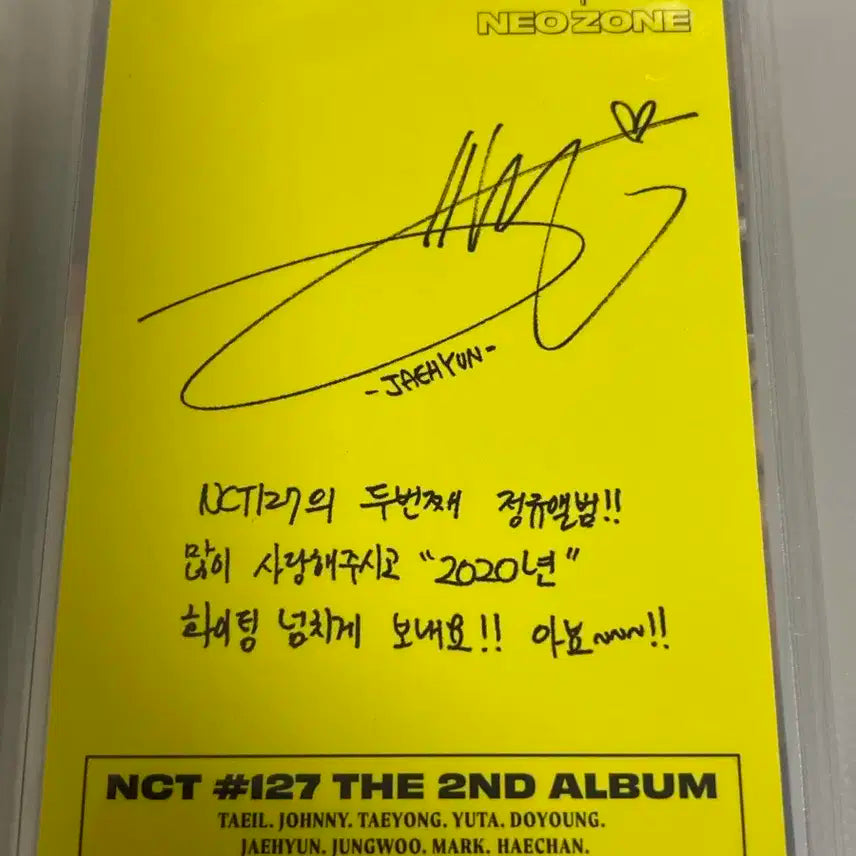 NEO ZONE
-JAEHYUN-
NCT127의 두번째 정규앨범!!
많이 사랑해주시고 "2020년"
화이팅 넘치게 보내요!! 아뵤~~~!!
NCT #127 THE 2ND ALBUM
TAEIL. JOHNNY. TAEYONG. YUTA. DOYOUNG.
JAEHYUN. JUNGWOO. MARK. HAECHAN.